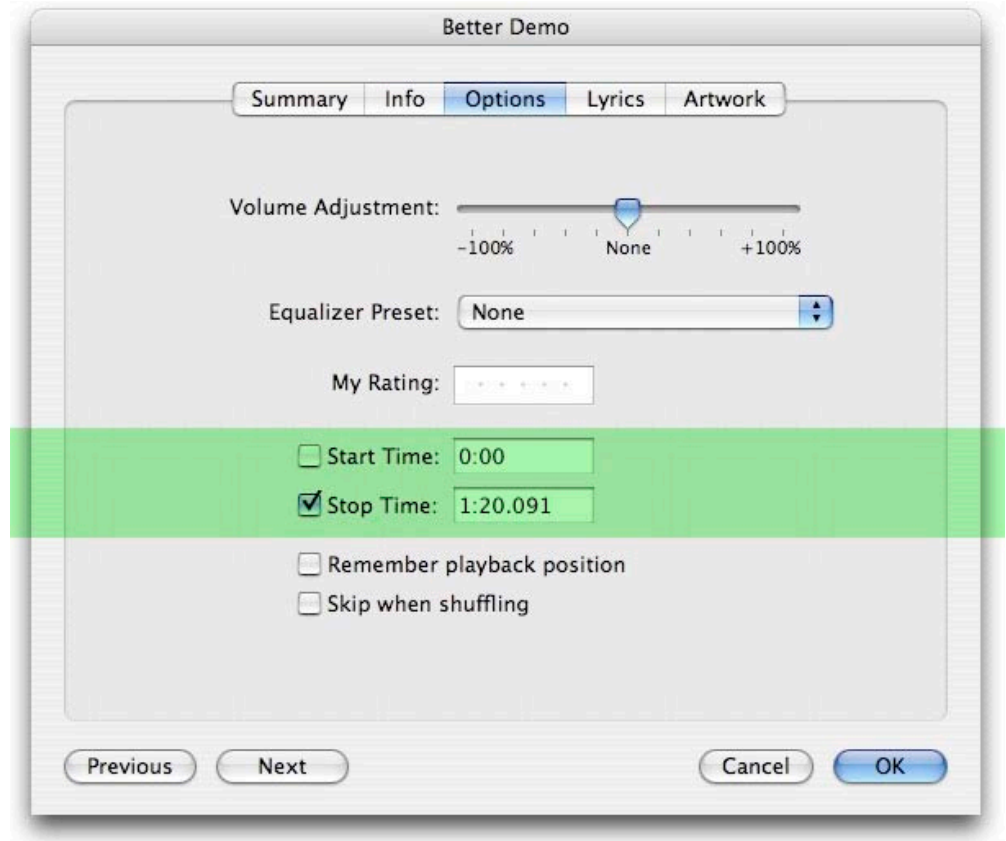 Better Demo
Summary Info Options Lyrics Artwork
Volume Adjustment:
-100% None +100%
Equalizer Preset: None
My Rating:
Start Time: 0:00
Stop Time: 1:20.091
Remember playback position
Skip when shuffling
Previous Next Cancel OK